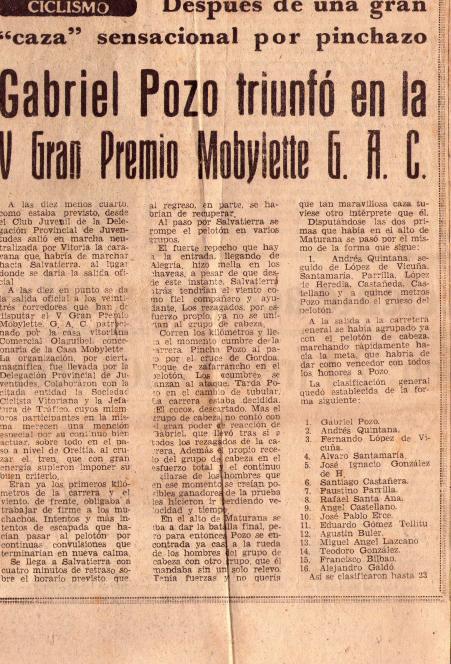 CICLISMO
Después de una gran
“caza” sensacional por pinchazo
Gabriel Pozo triunfó en la
V Gran Premio Mobylette G. A. C.
A las diez menos cuarto,
como estaba previsto, desde
el Club Juvenil de la Dele-
gación Provincial de Juven-
tudes salió en marcha neu-
tralizada por Vitoria la cara-
vana que, habría de marchar
hacia Salvatierra, al lugar
donde se daría la salida ofi-
cial
A las diez en punto se da
la salida oficial a los veinti-
trés corredores que han de
disputar el V Gran Premio
Mobylette, G. A. C. patroci-
nado por la casa vitoriana
Comercial Olaguibel conce-
onaria de la Casa Mobylette
La organización, por cierto
magnífica, fue llevada por la
Delegación Provincial de Ju-
ventudes. Colaboraron con la
citada entidad la Sociedad
Ciclista Vitoriana y la Jefa-
tura de Tráfico, cuyos miem-
bros participantes en la mis-
ma merecen una mención
especial por su continuo bien
actuar, sobre todo en el pa-
so a nivel de Oretlia, al cru-
zar el tren, que con gran
energía supieron imponer su
buen criterio.
Eran ya los primeros kiló-
metros de la carrera y el
viento de frente, obligaba a
trabajar de firme a los mu-
chachos. Intentos y más in-
tentos de escapada que ha-
cían pasar al pelotón por
continuas convulsiones que
terminarían en nueva calma.
Se llega a Salvatierra con
cuatro minutos de retraso so-
bre el horario previsto que
al regreso, en parte, se ha-
brían de recuperar.
Al paso por Salvatierra se
rompe el pelotón en varios
grupos.
El fuerte repecho que hay
a la entrada, llegando de
Alegria, hizo mella en los
chaveas, a pesar de que des-
de este instante, Salvatierra
atrás tendrían el viento co-
mo fiel compañero y ayu-
dante, Los rezagados, por es-
fuerzo propio, ya no se uni-
rían al grupo de cabeza,
Corren los kilómetros y lle-
ga el momento cumbre de la
carrera Pincha Pozo al pa-
so por el cruce de Gordoa.
Toque de zafarrancho en el
pelotón. Los «cumbre» se
lanzan al ataque. Tarda Po-
zo en el cambio de tubular,
la carrera estaba decidida.
El coco, descartado. Mas el
grupo de cabeza no contó con
el gran poder de reacción de
Gabriel, que llevó tras sí a
todos los rezagados de la ca-
rrera, Además el propio rece-
lo del grupo de cabeza en el
esfuerzo total y el continuo
vigilarse de los hombres que
en ese momento se creían po-
sibles ganadores de la prueba
les hicieron ir perdiendo ve-
locidad y tiempo
En el alto de Maturana se
iba a dar la batalla final, pe-
ro para entonces Pozo se en-
contraba ya casi a la rueda
de los hombres del grupo de
cabeza con otro grupo, que él
mandaba sin un solo relevo
Tenía fuerzas y no quería
que tan maravillosa caza tu-
viese otro intérprete que él.
Disputándose las dos pri-
mas que había en el alto de
Maturana se pasó por el mis-
mo de la forma que sigue:
1. Andrés Quintana, se-
guido de López de Vicuña,
Santamaría, Parrilla, López
de Heredia, Castañeda, Cas-
tellano y a quince metros
Pozo mandando el grueso del
pelotón.
A la salida a la carretera
general se había agrupado ya
con el pelotón de cabeza,
marchando rápidamente ha-
cia la meta, que habría de
dar como vencedor con todos
los honores a Pozo
La clasificación general
quedó establecida de la for-
ma siguiente:
1. Gabriel Pozo.
2. Andrés Quintana.
3. Fernando López de Vi-
cuña.
4. Alvaro Santamaría
5. José Ignacio González
de H.
6. Santiago Castañera.
7. Faustino Parrilla.
8. Rafael Santa Ana.
9. Angel Castellano.
10. José Pablo Erce.
11. Eduardo Gómez Tellitu
12. Agustín Buler.
13. Miguel Angel Lazcano
14. Teodoro González.
15. Francisco Bilbao.
16. Alejandro Galdó
Así se clasificaron hasta 23